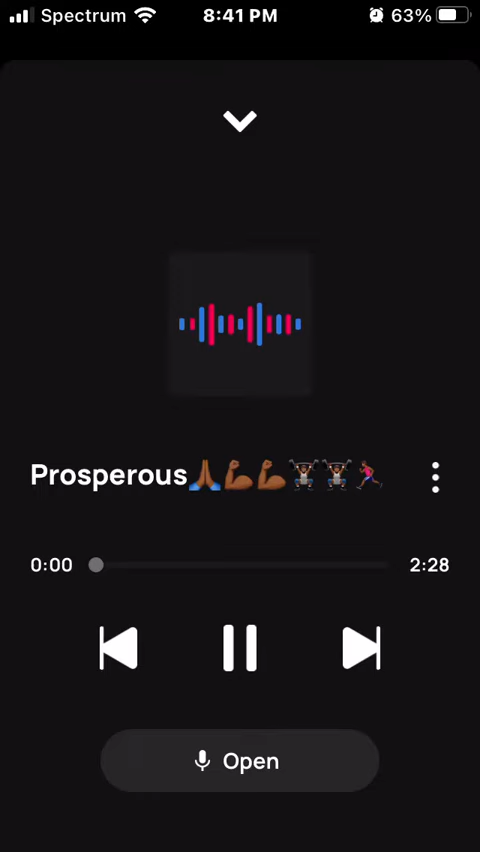 Spectrum 8:41 PM 63%
Prosperous🙏🏾💪🏾💪🏾🏋🏾🏋🏾🏃🏾
0:00 2:28
Open